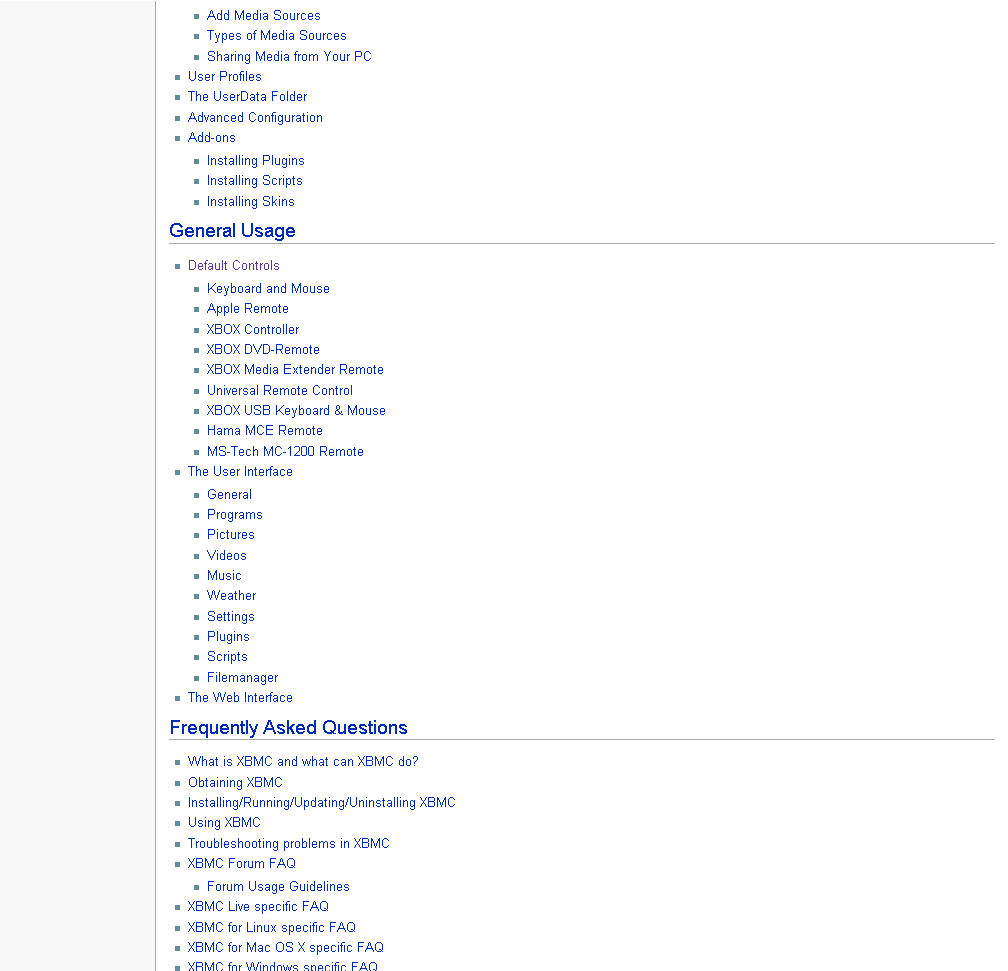 Add Media Sources
Types of Media Sources
Sharing Media from Your PC
User Profiles
The UserData Folder
Advanced Configuration
Add-ons
Installing Plugins
Installing Scripts
Installing Skins
General Usage
Default Controls
Keyboard and Mouse
Apple Remote
XBOX Controller
XBOX DVD-Remote
XBOX Media Extender Remote
Universal Remote Control
XBOX USB Keyboard & Mouse
Hama MCE Remote
MS-Tech MC-1200 Remote
The User Interface
General
Programs
Pictures
Videos
Music
Weather
Settings
Plugins
Scripts
Filemanager
The Web Interface
Frequently Asked Questions
What is XBMC and what can XBMC do?
Obtaining XBMC
Installing/Running/Updating/Uninstalling XBMC
Using XBMC
Troubleshooting problems in XBMC
XBMC Forum FAQ
Forum Usage Guidelines
XBMC Live specific FAQ
XBMC for Linux specific FAQ
XBMC for Mac OS X specific FAQ
XBMC for Windows specific FAQ